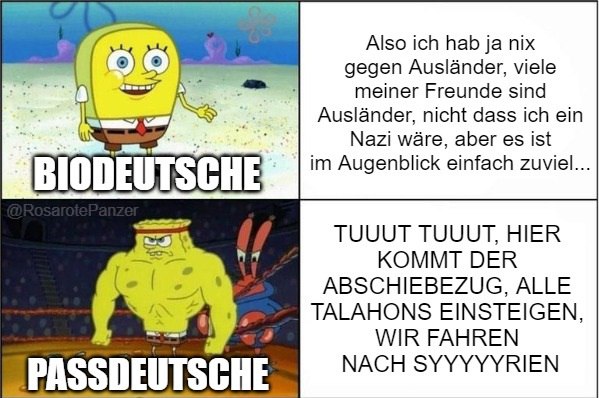 Also ich hab ja nix
gegen Ausländer, viele
meiner Freunde sind
Ausländer, nicht dass ich ein
Nazi wäre, aber es ist
im Augenblick einfach zuviel...
BIODEUTSCHE
@RosarotePanzer
TUUUT TUUUT, HIER
KOMMT DER
ABSCHIEBEZUG, ALLE
TALAHONS EINSTEIGEN,
WIR FAHREN
NACH SYYYYYRIEN
PASSDEUTSCHE